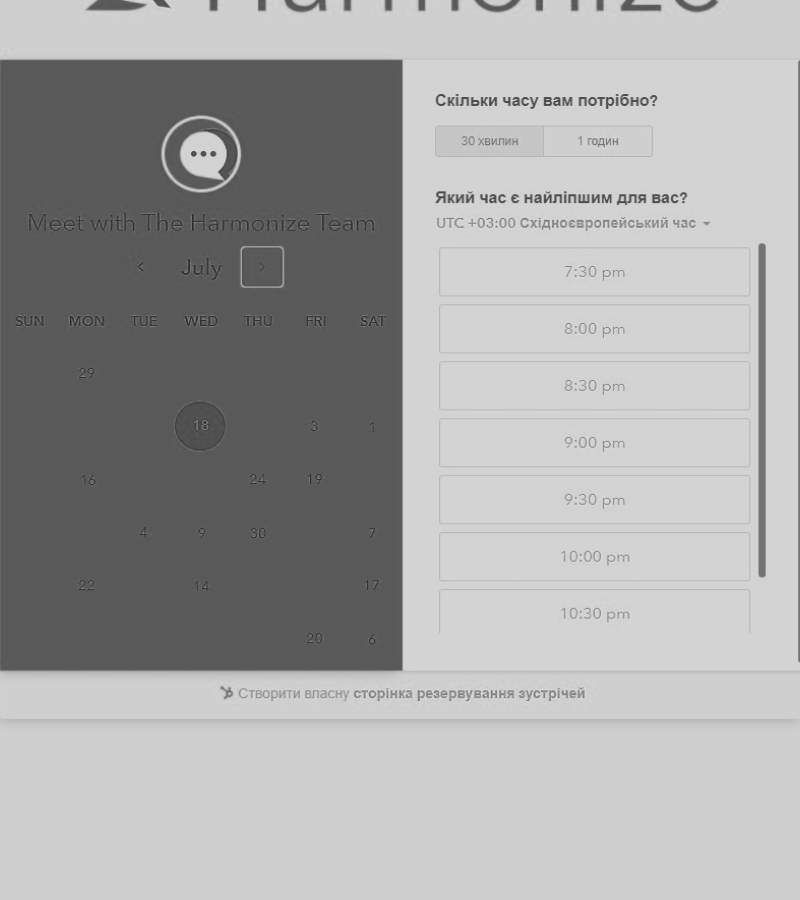 Harmonize
Meet with The Harmonize Team
July
SUN MON TUE WED THU FRI SAT
29
18 3 1
16 24 19
4 9 30 7
22 14 17
20 6
Скільки часу вам потрібно?
30 хвилин 1 годин
Який час є найліпшим для вас?
UTC +03:00 Східноєвропейський час
7:30 pm
8:00 pm
8:30 pm
9:00 pm
9:30 pm
10:00 pm
10:30 pm
Створити власну сторінка резервування зустрічей